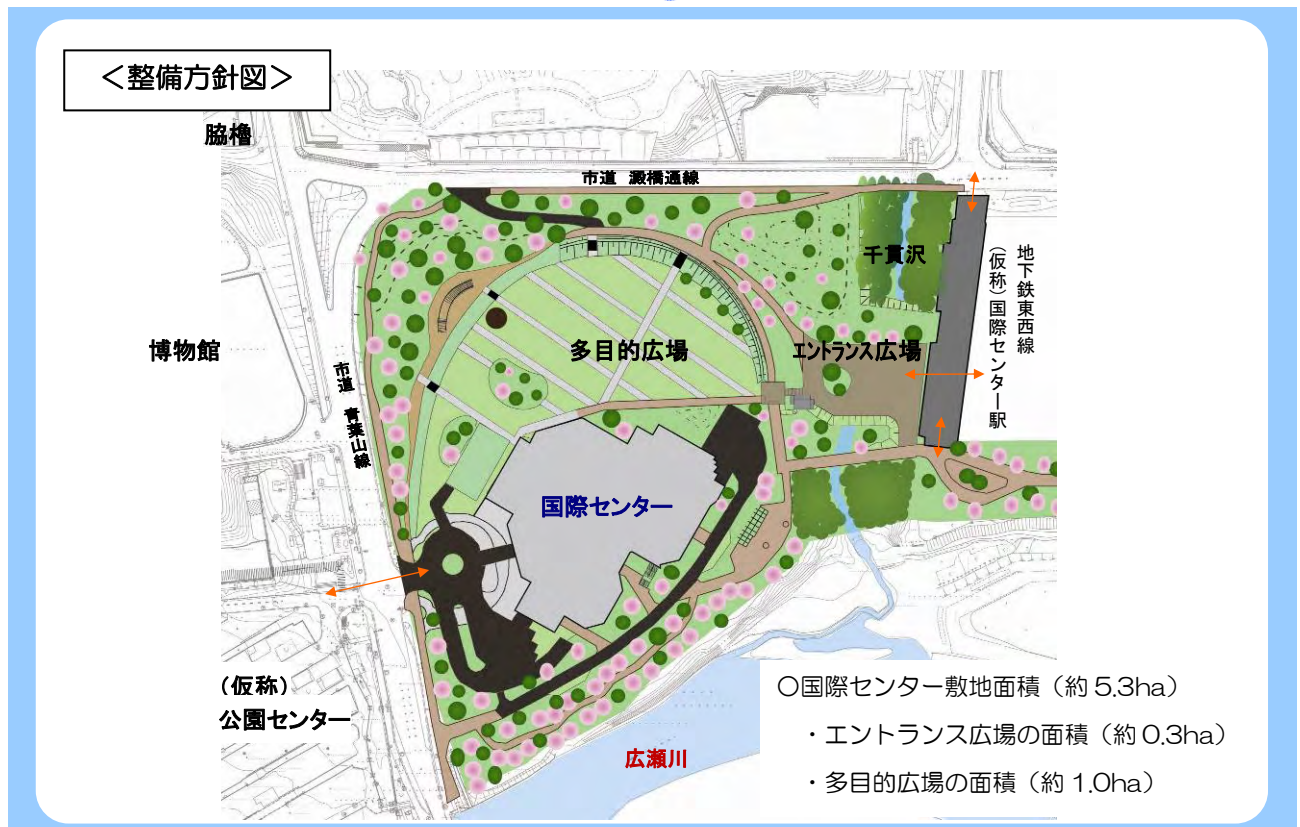 ＜整備方針図＞
脇櫓
市道 澱橋通線
千貫沢
地下鉄東西線
（仮称）国際センター駅
博物館
多目的広場
エントランス広場
市道 青葉山線
国際センター
（仮称）
公園センター
広瀬川
〇国際センター敷地面積（約5.3ha）
・エントランス広場の面積（約0.3ha）
・多目的広場の面積（約1.0ha）